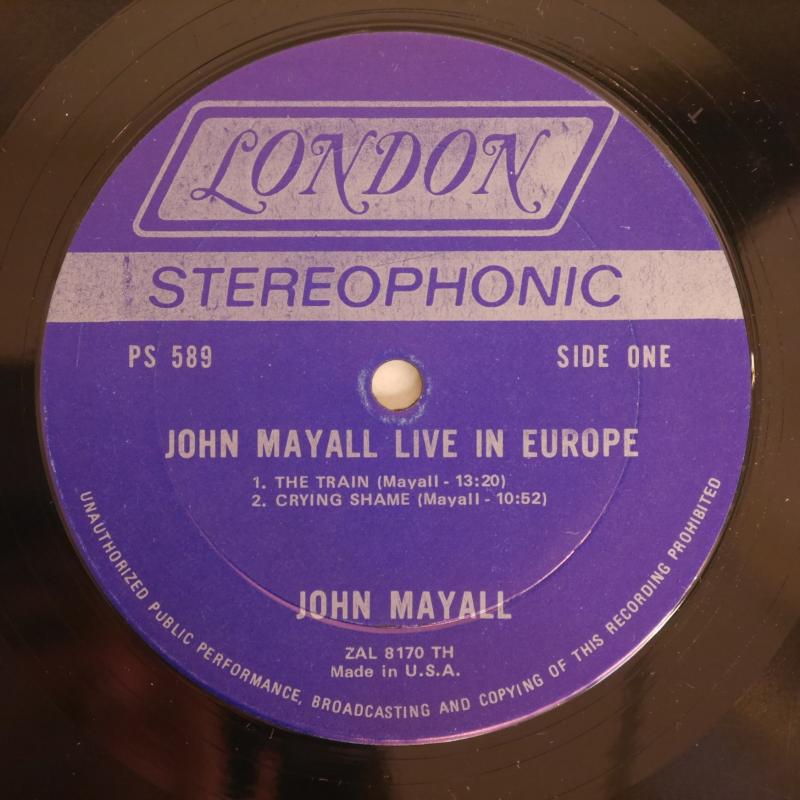 LONDON
STEREOPHONIC
PS 589
SIDE ONE
JOHN MAYALL LIVE IN EUROPE
1. THE TRAIN (Mayall - 13:20)
2. CRYING SHAME (Mayall - 10:52)
JOHN MAYALL
ZAL 8170 TH
Made in U.S.A.
UNAUTHORIZED PUBLIC PERFORMANCE, BROADCASTING AND COPYING OF THIS RECORDING PROHIBITED